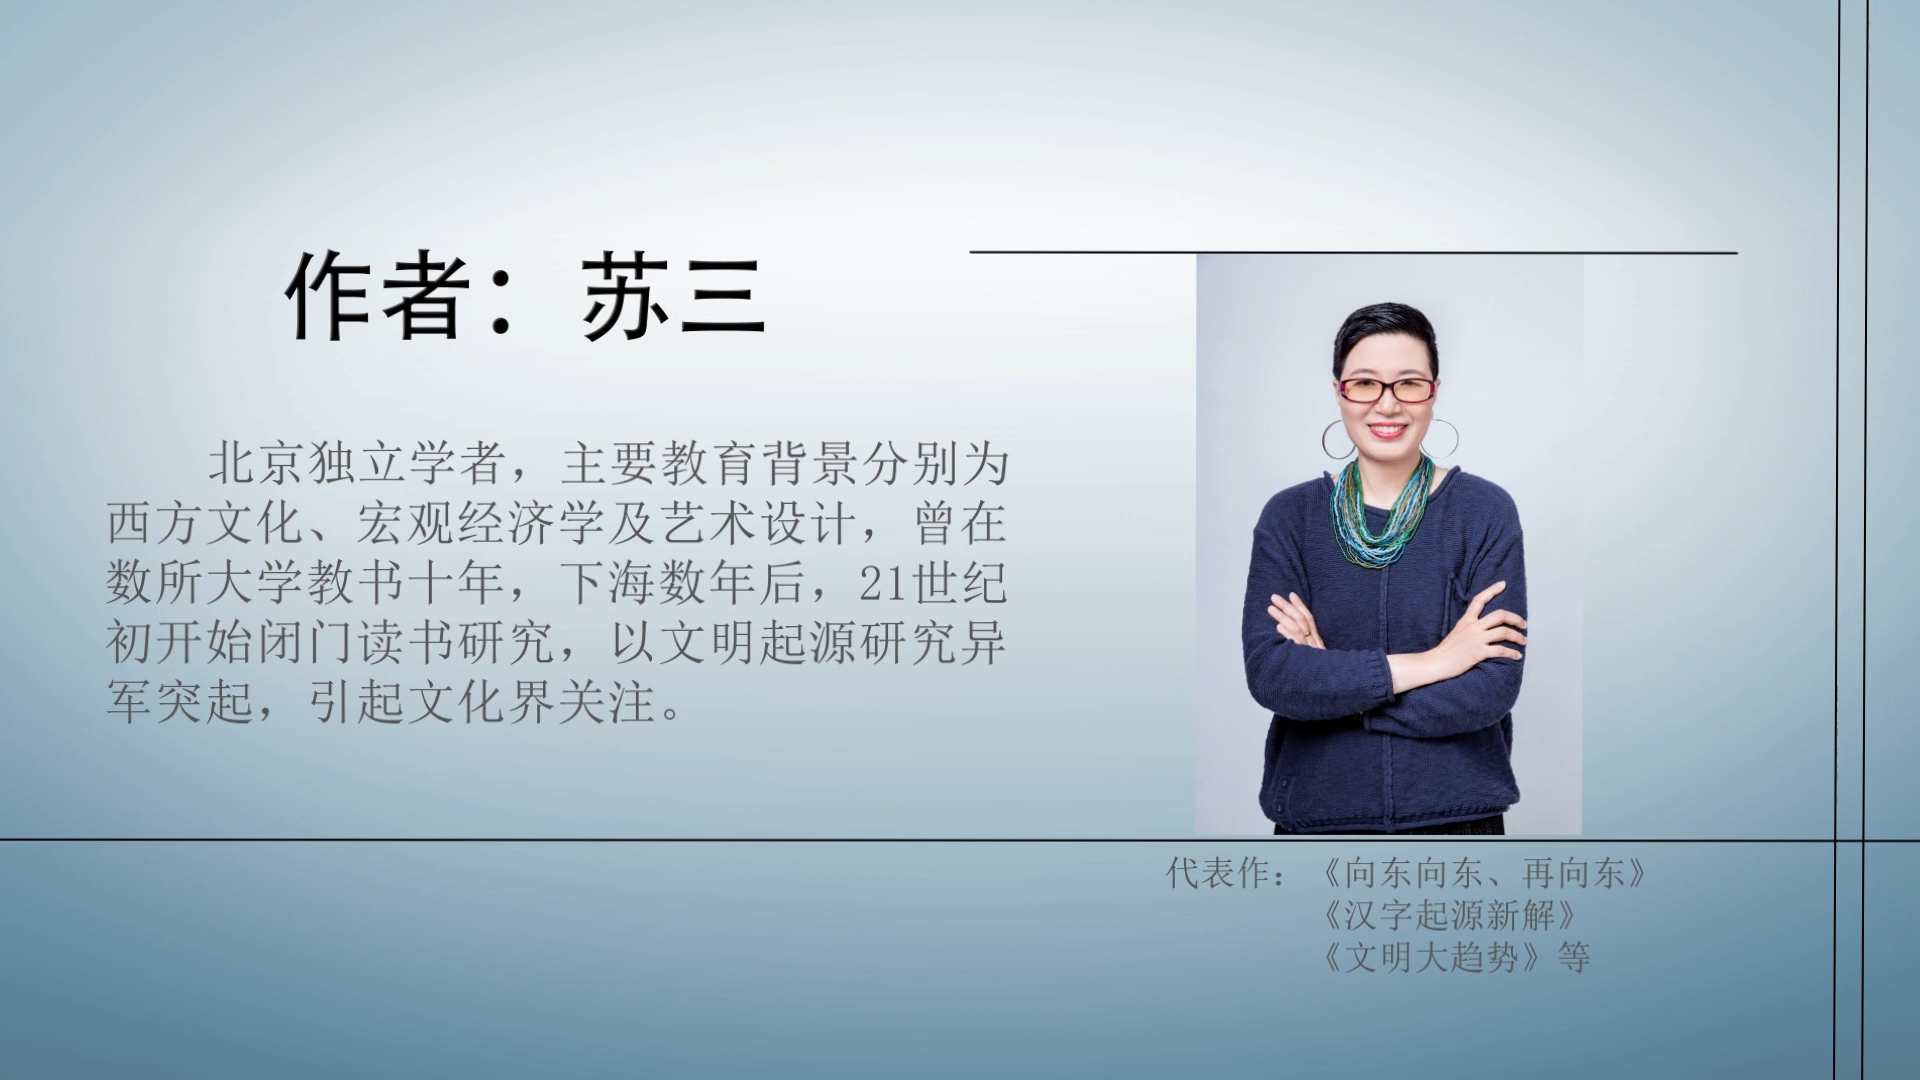 作者：苏三
北京独立学者，主要教育背景分别为
西方文化、宏观经济学及艺术设计，曾在
数所大学教书十年，下海数年后，21世纪
初开始闭门读书研究，以文明起源研究异
军突起，引起文化界关注。
代表作：《向东向东、再向东》
《汉字起源新解》
《文明大趋势》等